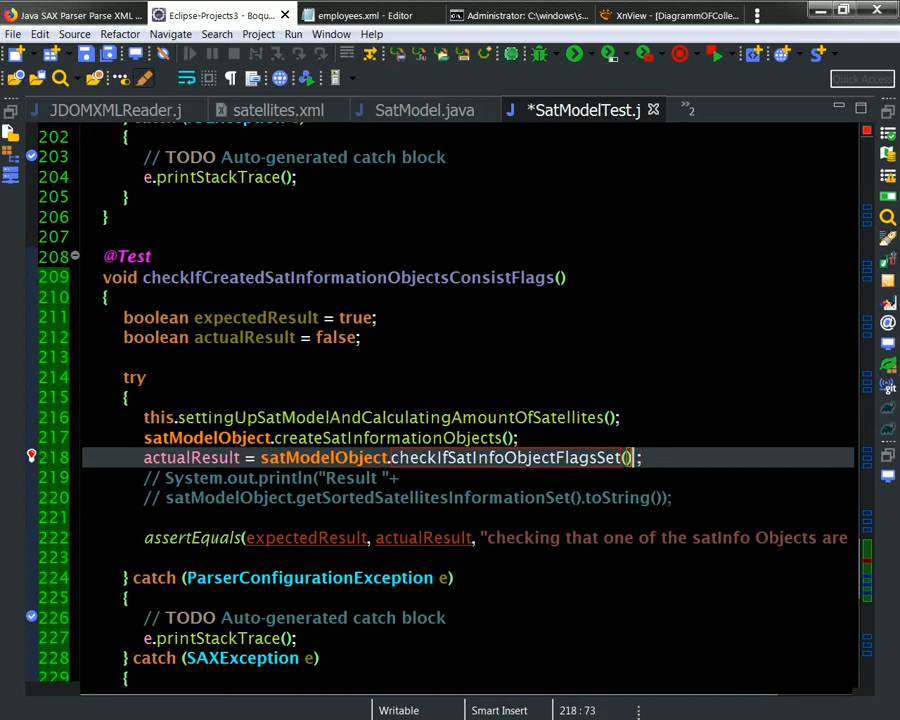 Java SAX Parser Parse XML ...
Eclipse-Projects3 - Boqu...
employees.xml - Editor
Administrator: C:\windows\s...
XnView - [DiagrammOFColle...
File Edit Source Refactor Navigate Search Project Run Window Help
Quick Access
JDOMXMLReader.j
satellites.xml
SatModel.java
*SatModelTest.j
»2
202 {
203 // TODO Auto-generated catch block
204 e.printStackTrace();
205 }
206 }
207
208 @Test
209 void checkIfCreatedSatInformationObjectsConsistFlags()
210 {
211 boolean expectedResult = true;
212 boolean actualResult = false;
213
214 try
215 {
216 this.settingUpSatModelAndCalculatingAmountOfSatellites();
217 satModelObject.createSatInformationObjects();
218 actualResult = satModelObject.checkIfSatInfoObjectFlagsSet();
219 // System.out.println("Result "+
220 // satModelObject.getSortedSatellitesInformationSet().toString());
221
222 assertEquals(expectedResult, actualResult, "checking that one of the satInfo Objects are
223
224 } catch (ParserConfigurationException e)
225 {
226 // TODO Auto-generated catch block
227 e.printStackTrace();
228 } catch (SAXException e)
229 {
Writable
Smart Insert
218 : 73